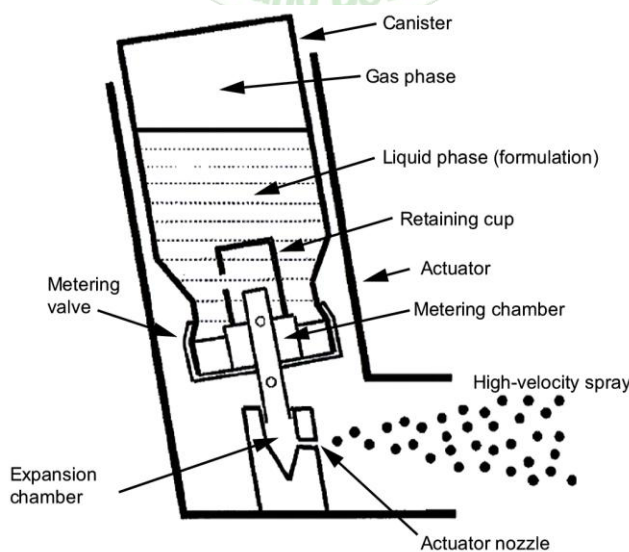 Canister
Gas phase
Liquid phase (formulation)
Retaining cup
Actuator
Metering
valve
Metering chamber
High-velocity spray
Expansion
chamber
Actuator nozzle